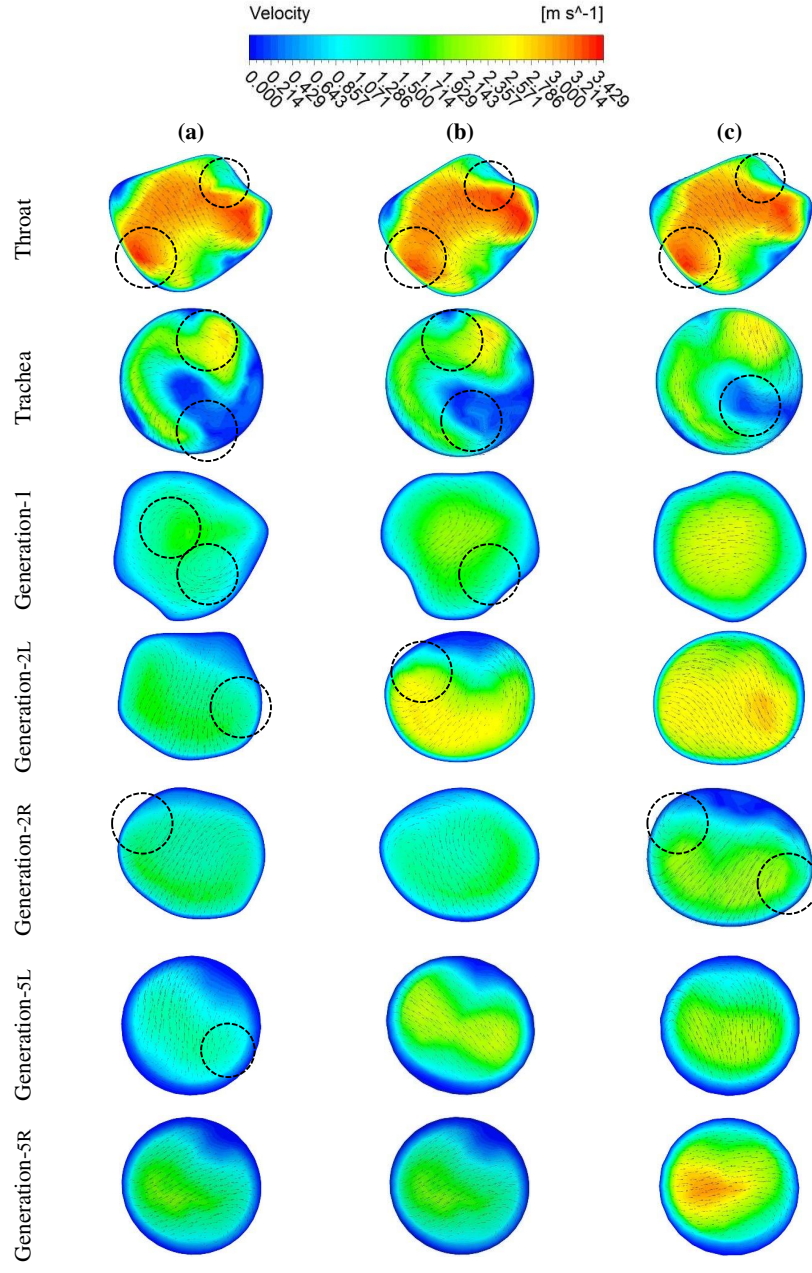 Velocity [m s^-1]
0.000 0.214 0.429 0.643 0.857 1.071 1.286 1.500 1.714 1.929 2.143 2.357 2.571 2.786 3.000 3.214 3.429
(a) (b) (c)
Throat
Trachea
Generation-1
Generation-2L
Generation-2R
Generation-5L
Generation-5R